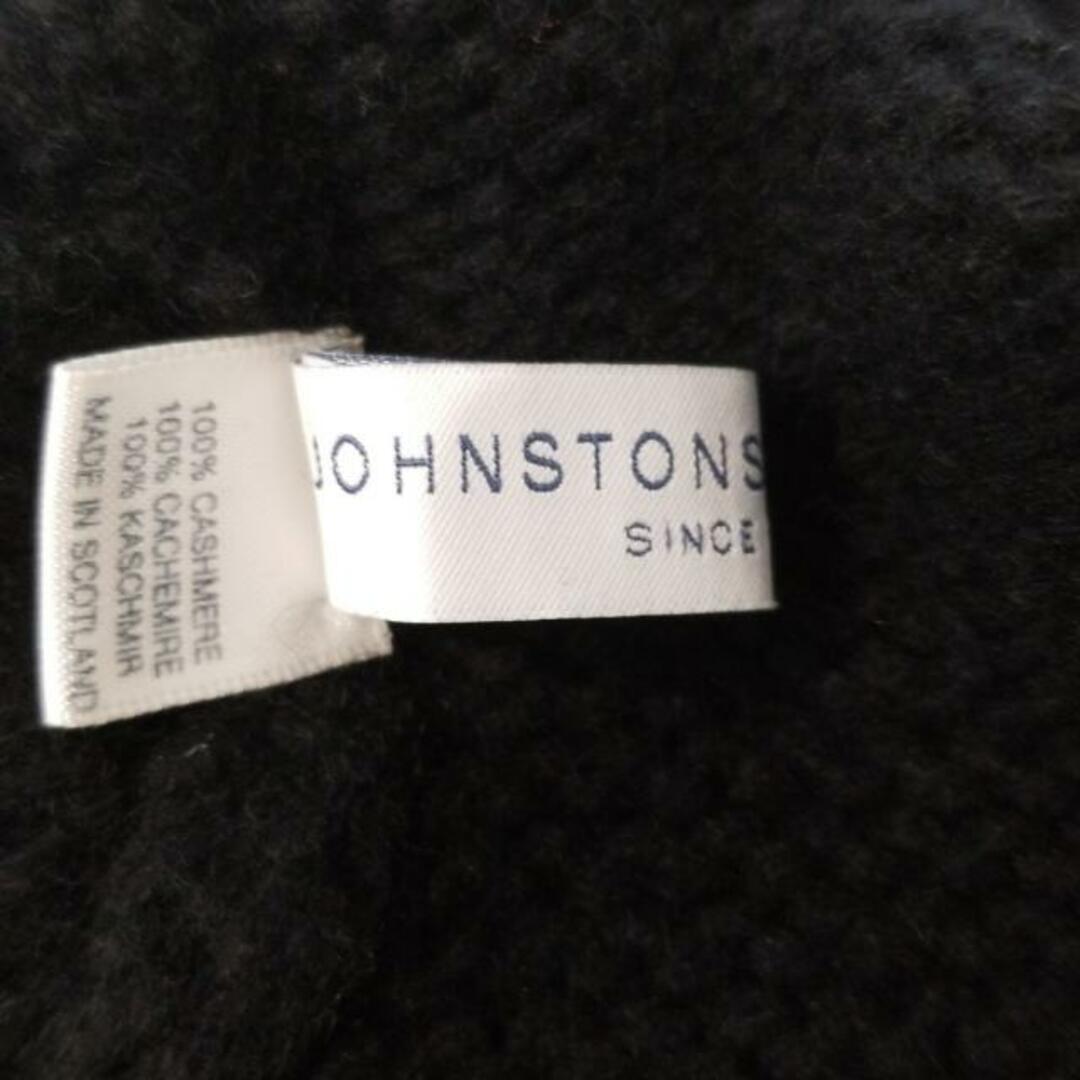 100% CASHMERE
100% CACHEMIRE
100% KASCHMIR
MADE IN SCOTLAND
JOHNSTONS
SINCE